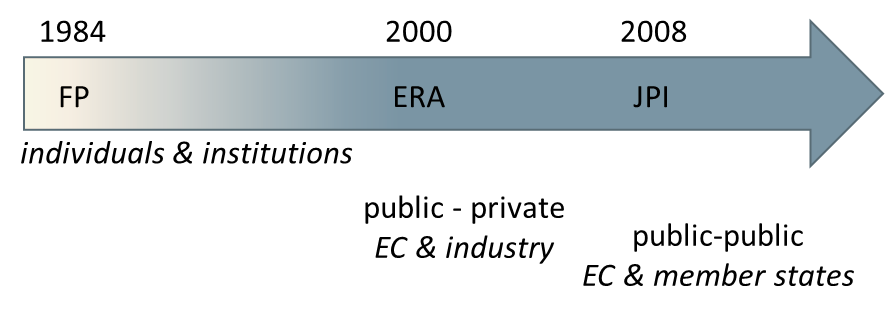 1984 2000 2008
FP ERA JPI
individuals & institutions
public - private
EC & industry
public-public
EC & member states